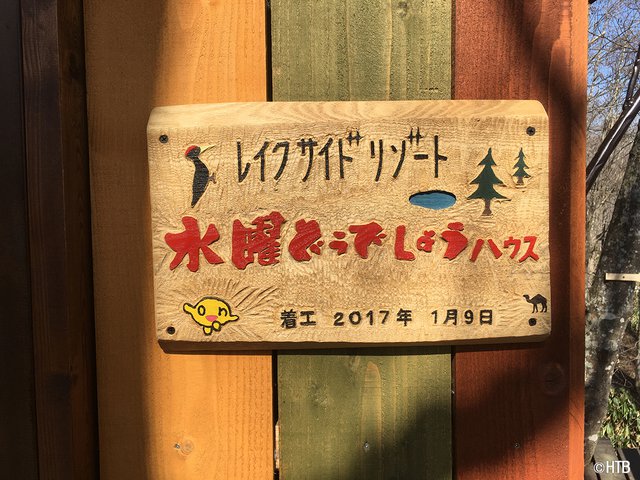 レイクサイドリゾート
水曜どうでしょうハウス
on
着工 2017年 1月9日
©HTB